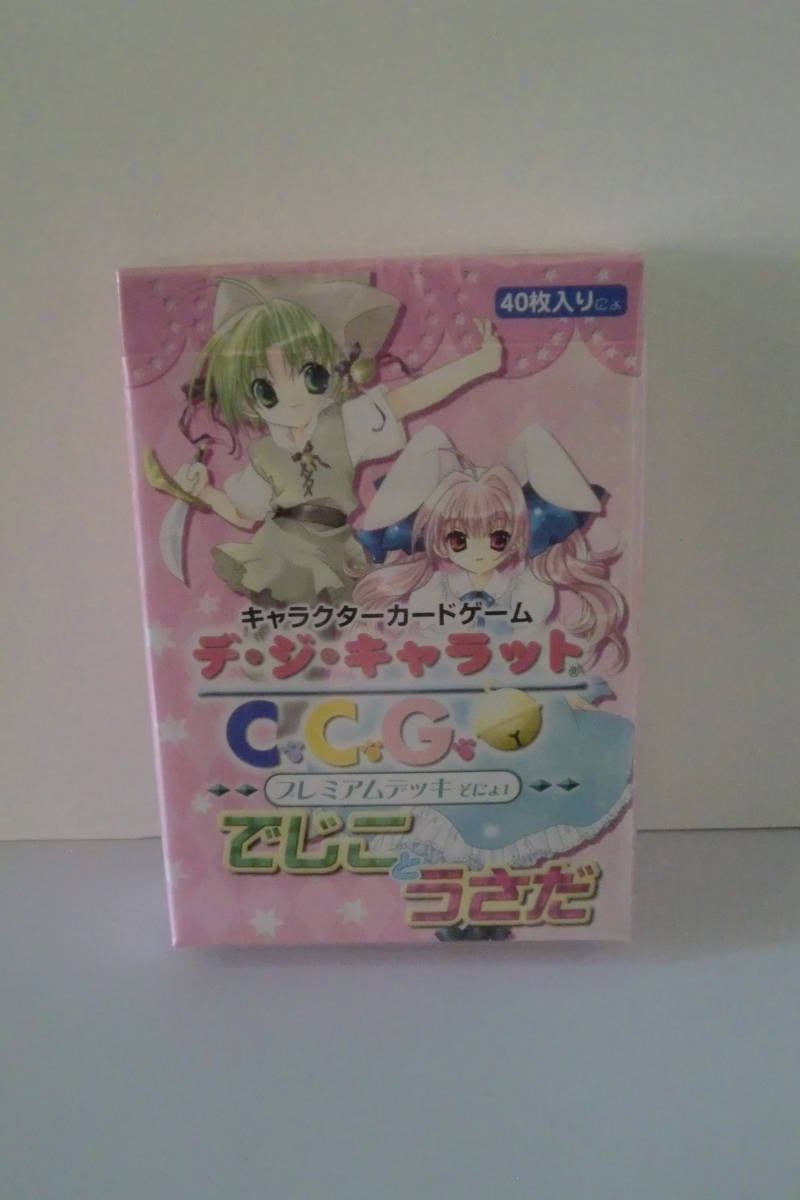 40枚入りにょ
キャラクターカードゲーム
デ・ジ・キャラット®
C.C.G.
プレミアムデッキ そにょ1
でじことうさだ